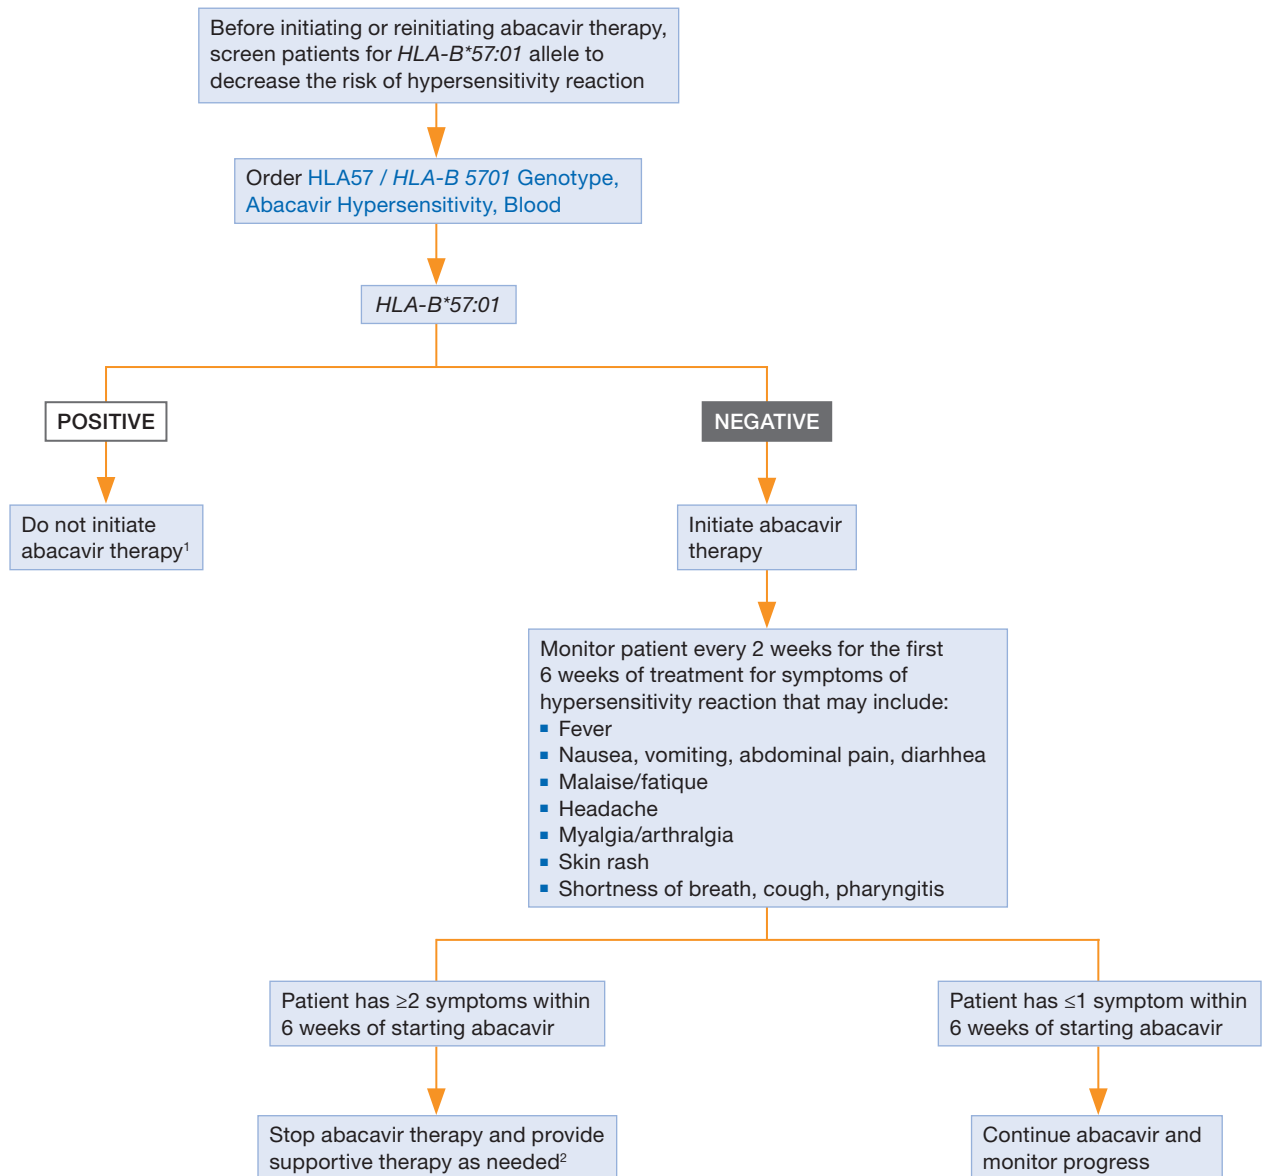 Before initiating or reinitiating abacavir therapy,
screen patients for HLA-B*57:01 allele to
decrease the risk of hypersensitivity reaction
Order HLA57 / HLA-B 5701 Genotype,
Abacavir Hypersensitivity, Blood
HLA-B*57:01
POSITIVE
NEGATIVE
Do not initiate
abacavir therapy¹
Initiate abacavir
therapy
Monitor patient every 2 weeks for the first
6 weeks of treatment for symptoms of
hypersensitivity reaction that may include:
▪ Fever
▪ Nausea, vomiting, abdominal pain, diarhhea
▪ Malaise/fatique
▪ Headache
▪ Myalgia/arthralgia
▪ Skin rash
▪ Shortness of breath, cough, pharyngitis
Patient has ≥2 symptoms within
6 weeks of starting abacavir
Patient has ≤1 symptom within
6 weeks of starting abacavir
Stop abacavir therapy and provide
supportive therapy as needed²
Continue abacavir and
monitor progress